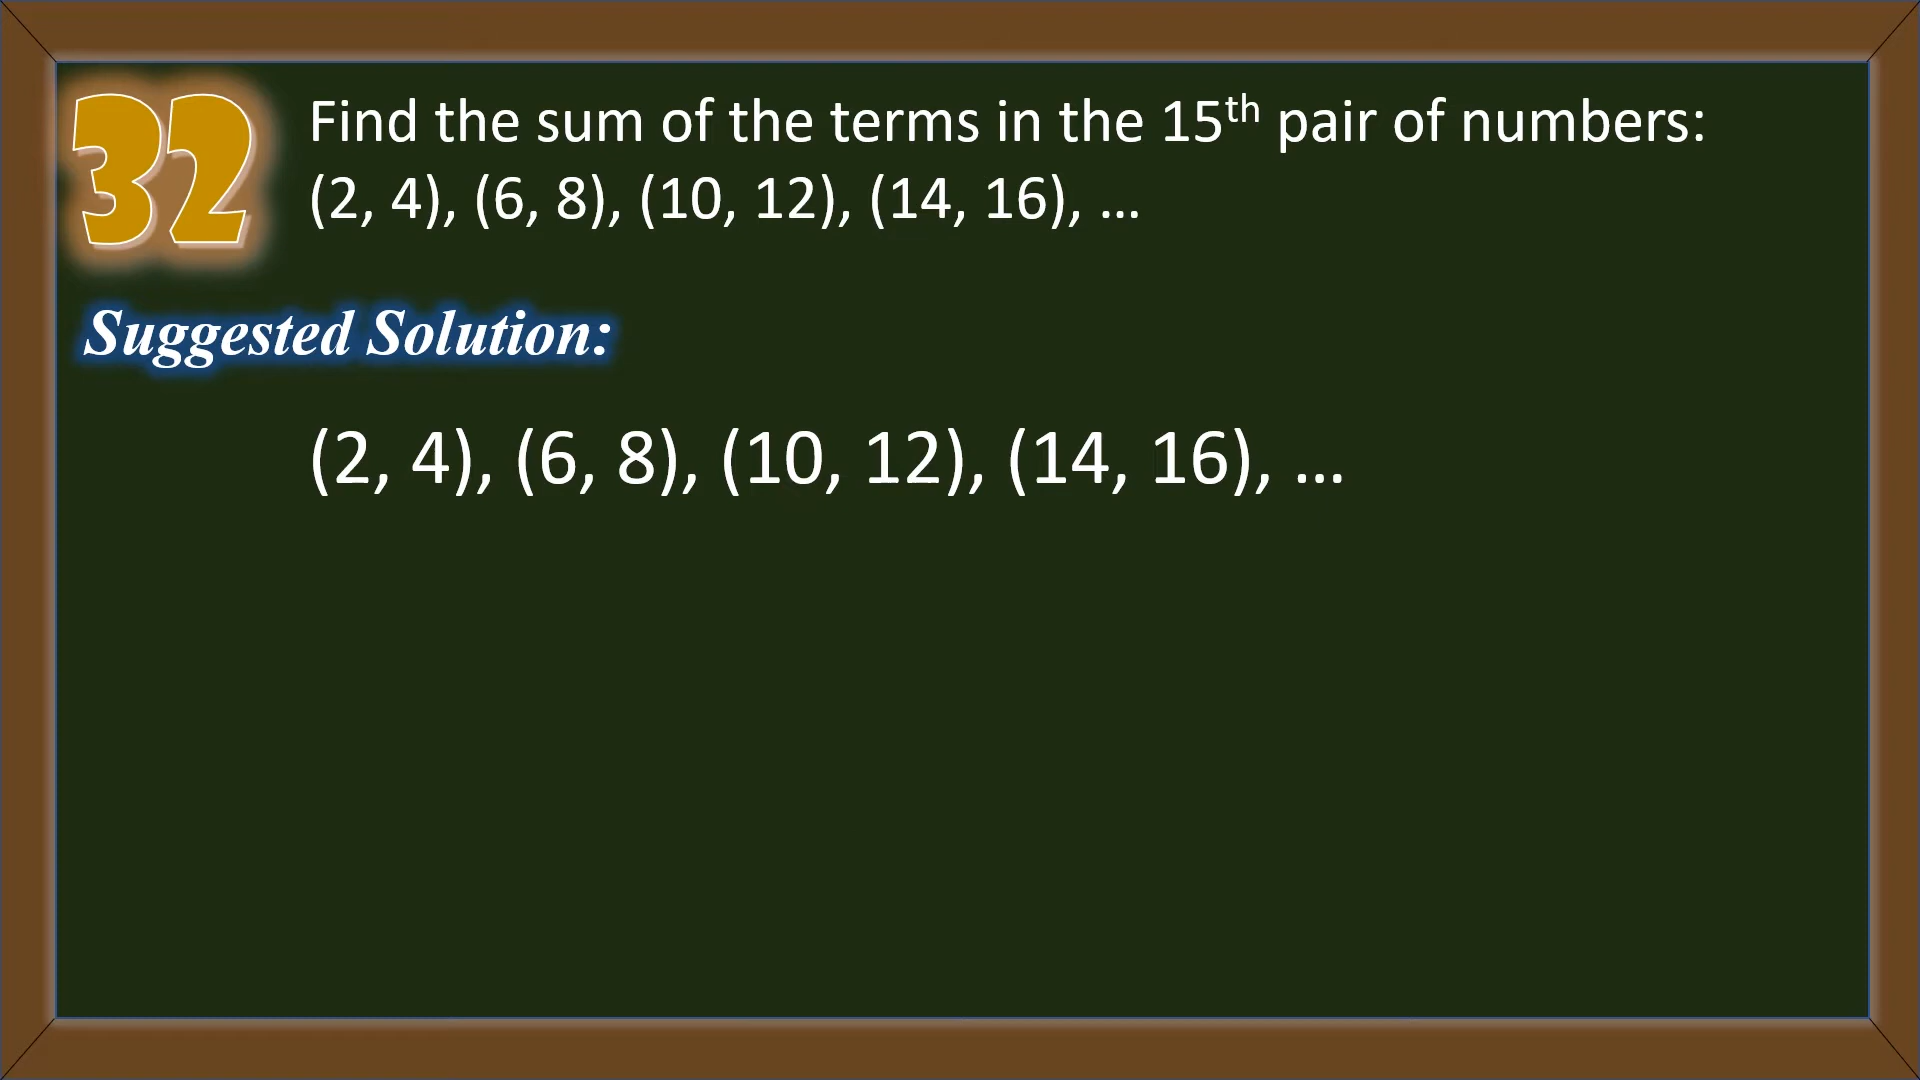 32
Find the sum of the terms in the 15th pair of numbers:
(2, 4), (6, 8), (10, 12), (14, 16), ...
Suggested Solution:
(2, 4), (6, 8), (10, 12), (14, 16), ...